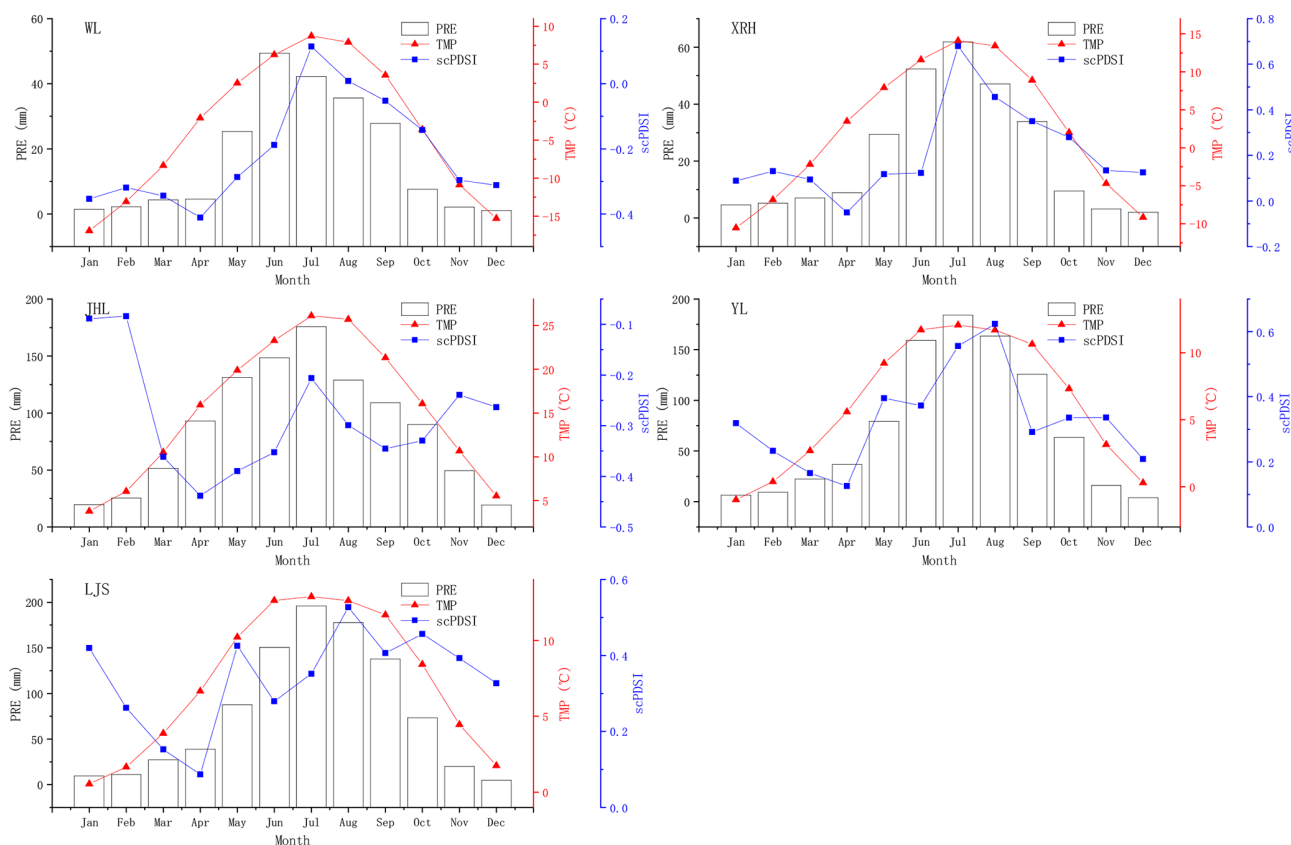 WL
PRE
TMP
scPDSI
60
40
20
0
PRE (mm)
10
5
0
-5
-10
-15
TMP (℃)
0.2
0.0
-0.2
-0.4
scPDSI
Jan Feb Mar Apr May Jun Jul Aug Sep Oct Nov Dec
Month
XRH
PRE
TMP
scPDSI
60
40
20
0
PRE (mm)
15
10
5
0
-5
-10
TMP (℃)
0.8
0.6
0.4
0.2
0.0
-0.2
scPDSI
Jan Feb Mar Apr May Jun Jul Aug Sep Oct Nov Dec
Month
JHL
PRE
TMP
scPDSI
200
150
100
50
0
PRE (mm)
25
20
15
10
5
TMP (℃)
-0.1
-0.2
-0.3
-0.4
-0.5
scPDSI
Jan Feb Mar Apr May Jun Jul Aug Sep Oct Nov Dec
Month
YL
PRE
TMP
scPDSI
200
150
100
50
0
PRE (mm)
10
5
0
TMP (℃)
0.6
0.4
0.2
0.0
scPDSI
Jan Feb Mar Apr May Jun Jul Aug Sep Oct Nov Dec
Month
LJS
PRE
TMP
scPDSI
200
150
100
50
0
PRE (mm)
10
5
0
TMP (℃)
0.6
0.4
0.2
0.0
scPDSI
Jan Feb Mar Apr May Jun Jul Aug Sep Oct Nov Dec
Month